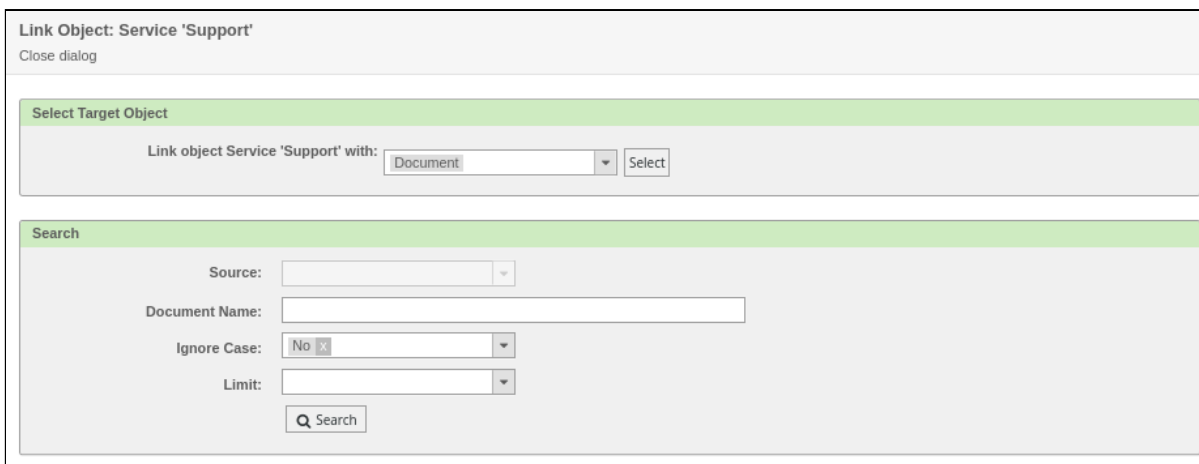 Link Object: Service 'Support'
Close dialog
Select Target Object
Link object Service 'Support' with: Document Select
Search
Source:
Document Name:
Ignore Case: No x
Limit:
Search